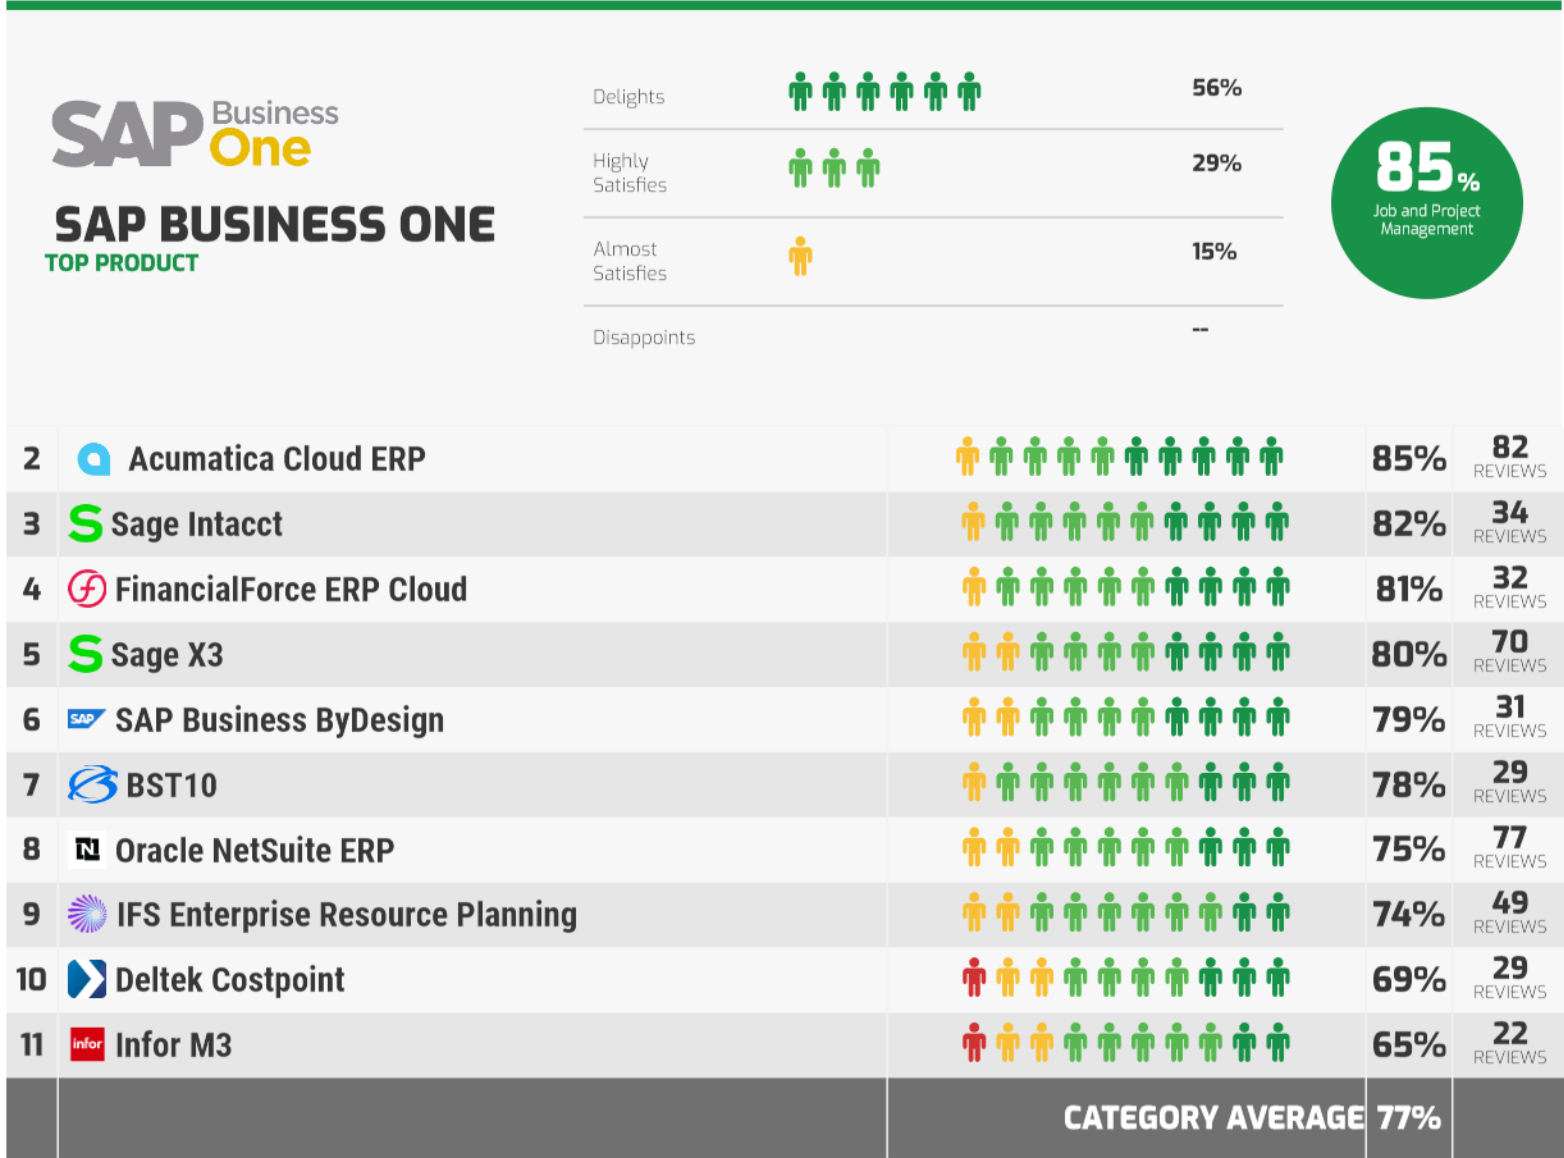 SAP Business
One
SAP BUSINESS ONE
TOP PRODUCT
Delights 56%
Highly
Satisfies 29%
Almost
Satisfies 15%
Disappoints --
85%
Job and Project
Management
2 Acumatica Cloud ERP 85% 82 REVIEWS
3 S Sage Intacct 82% 34 REVIEWS
4 f FinancialForce ERP Cloud 81% 32 REVIEWS
5 S Sage X3 80% 70 REVIEWS
6 SAP SAP Business ByDesign 79% 31 REVIEWS
7 BST10 78% 29 REVIEWS
8 N Oracle NetSuite ERP 75% 77 REVIEWS
9 IFS Enterprise Resource Planning 74% 49 REVIEWS
10 Deltek Costpoint 69% 29 REVIEWS
11 infor Infor M3 65% 22 REVIEWS
CATEGORY AVERAGE 77%